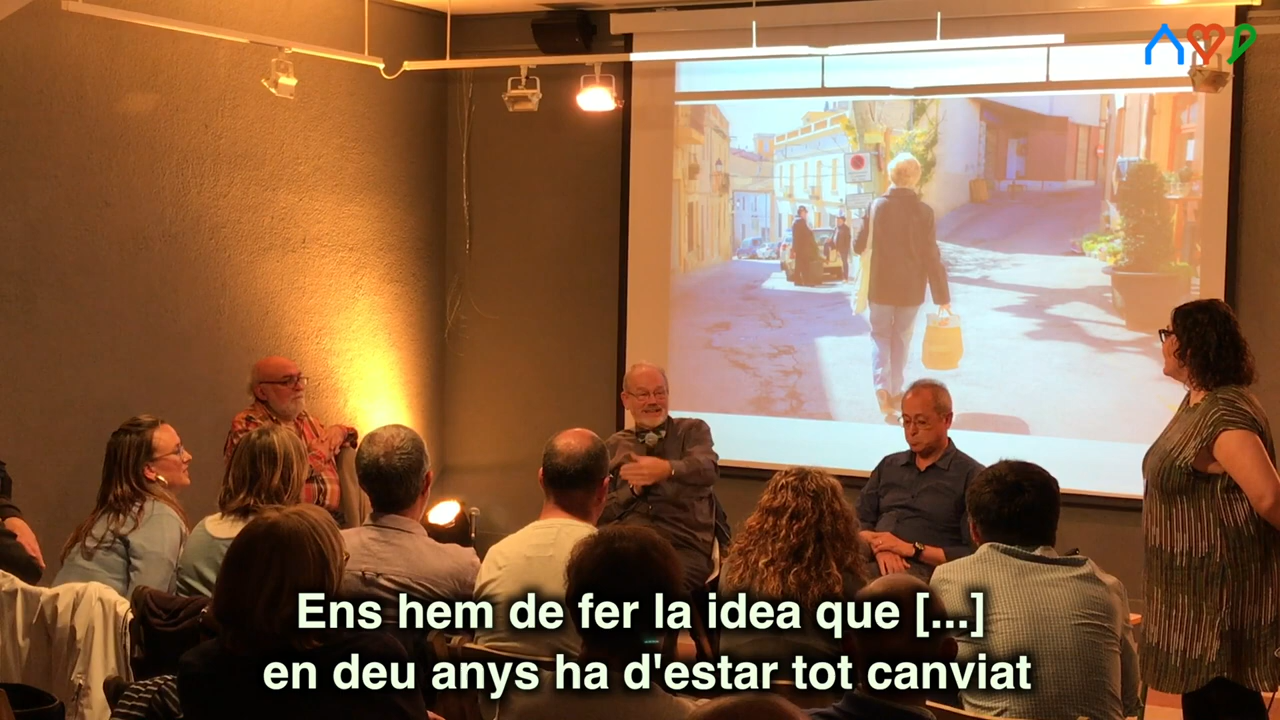 Ens hem de fer la idea que [...]
en deu anys ha d'estar tot canviat